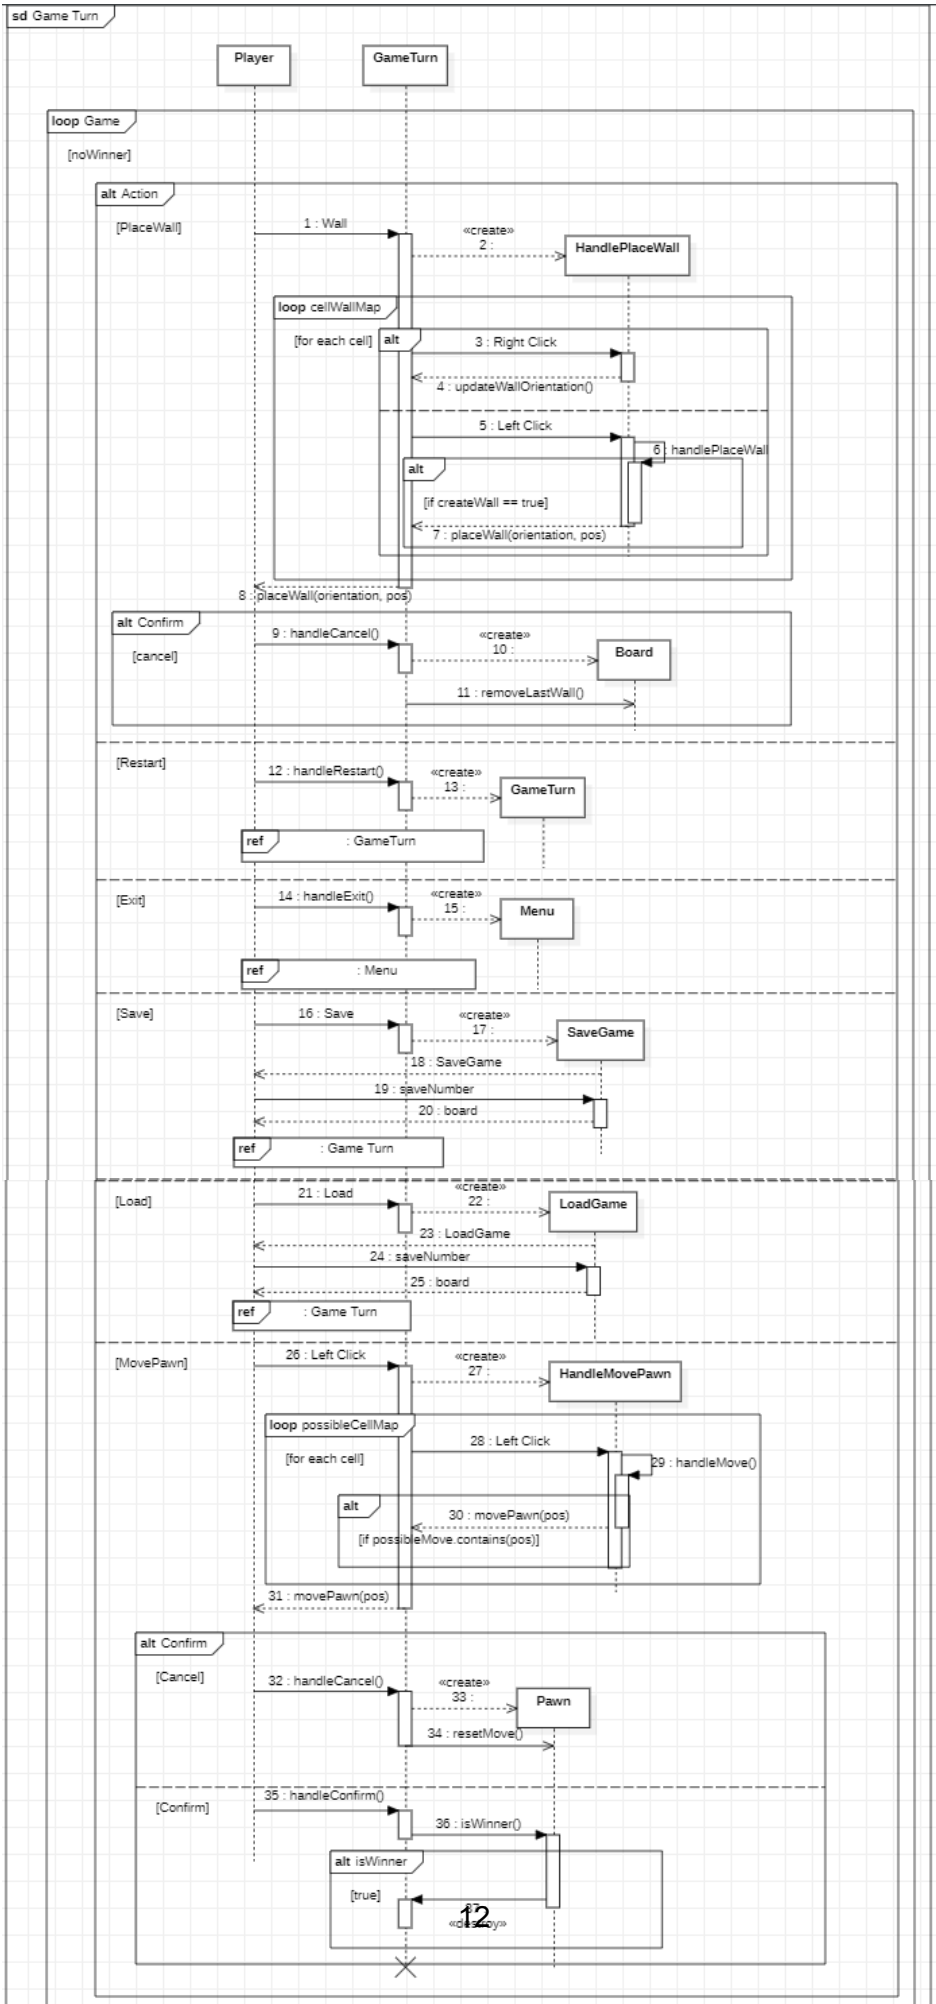 sd Game Turn
Player
GameTurn
loop Game
[noWinner]
alt Action
[PlaceWall]
1 : Wall
«create»
2 :
HandlePlaceWall
loop cellWallMap
[for each cell]
alt
3 : Right Click
4 : updateWallOrientation()
5 : Left Click
6 : handlePlaceWall
alt
[if createWall == true]
7 : placeWall(orientation, pos)
8 : placeWall(orientation, pos)
alt Confirm
[cancel]
9 : handleCancel()
«create»
10 :
Board
11 : removeLastWall()
[Restart]
12 : handleRestart()
«create»
13 :
GameTurn
ref
: GameTurn
[Exit]
14 : handleExit()
«create»
15 :
Menu
ref
: Menu
[Save]
16 : Save
«create»
17 :
SaveGame
18 : SaveGame
19 : saveNumber
20 : board
ref
: Game Turn
[Load]
21 : Load
«create»
22 :
LoadGame
23 : LoadGame
24 : saveNumber
25 : board
ref
: Game Turn
[MovePawn]
26 : Left Click
«create»
27 :
HandleMovePawn
loop possibleCellMap
[for each cell]
28 : Left Click
29 : handleMove()
alt
30 : movePawn(pos)
[if possibleMove.contains(pos)]
31 : movePawn(pos)
alt Confirm
[Cancel]
32 : handleCancel()
«create»
33 :
Pawn
34 : resetMove()
[Confirm]
35 : handleConfirm()
36 : isWinner()
alt isWinner
[true]
12
«destroy»